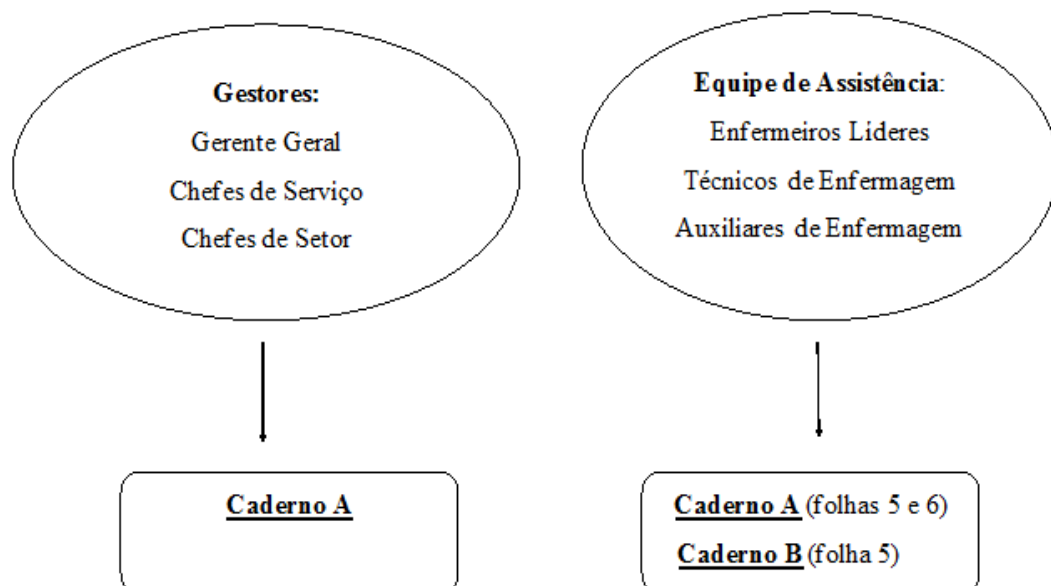 Gestores:
Gerente Geral
Chefes de Serviço
Chefes de Setor
Equipe de Assistência:
Enfermeiros Líderes
Técnicos de Enfermagem
Auxiliares de Enfermagem
Caderno A
Caderno A (folhas 5 e 6)
Caderno B (folha 5)